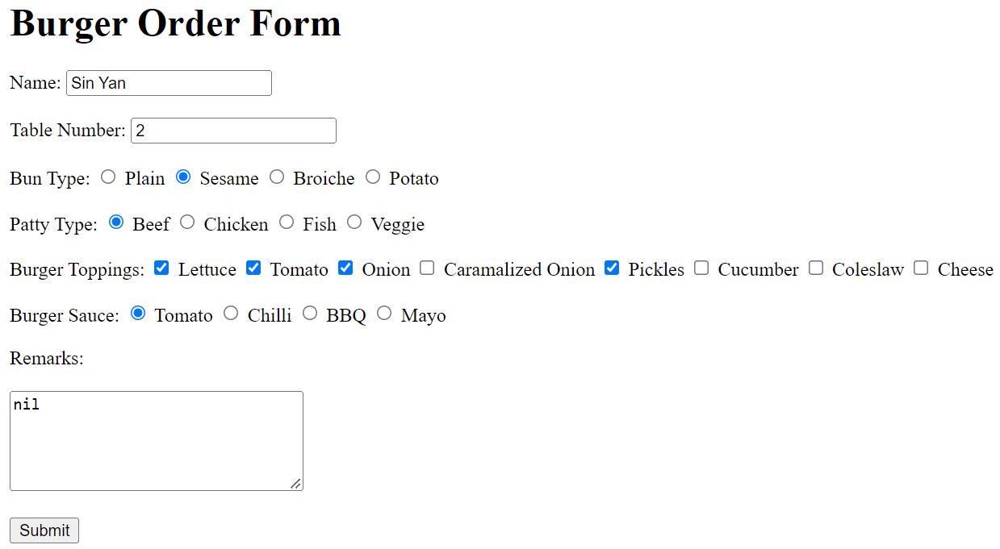 Burger Order Form
Name: Sin Yan
Table Number: 2
Bun Type: Plain Sesame Broiche Potato
Patty Type: Beef Chicken Fish Veggie
Burger Toppings: Lettuce Tomato Onion Caramalized Onion Pickles Cucumber Coleslaw Cheese
Burger Sauce: Tomato Chilli BBQ Mayo
Remarks:
nil
Submit